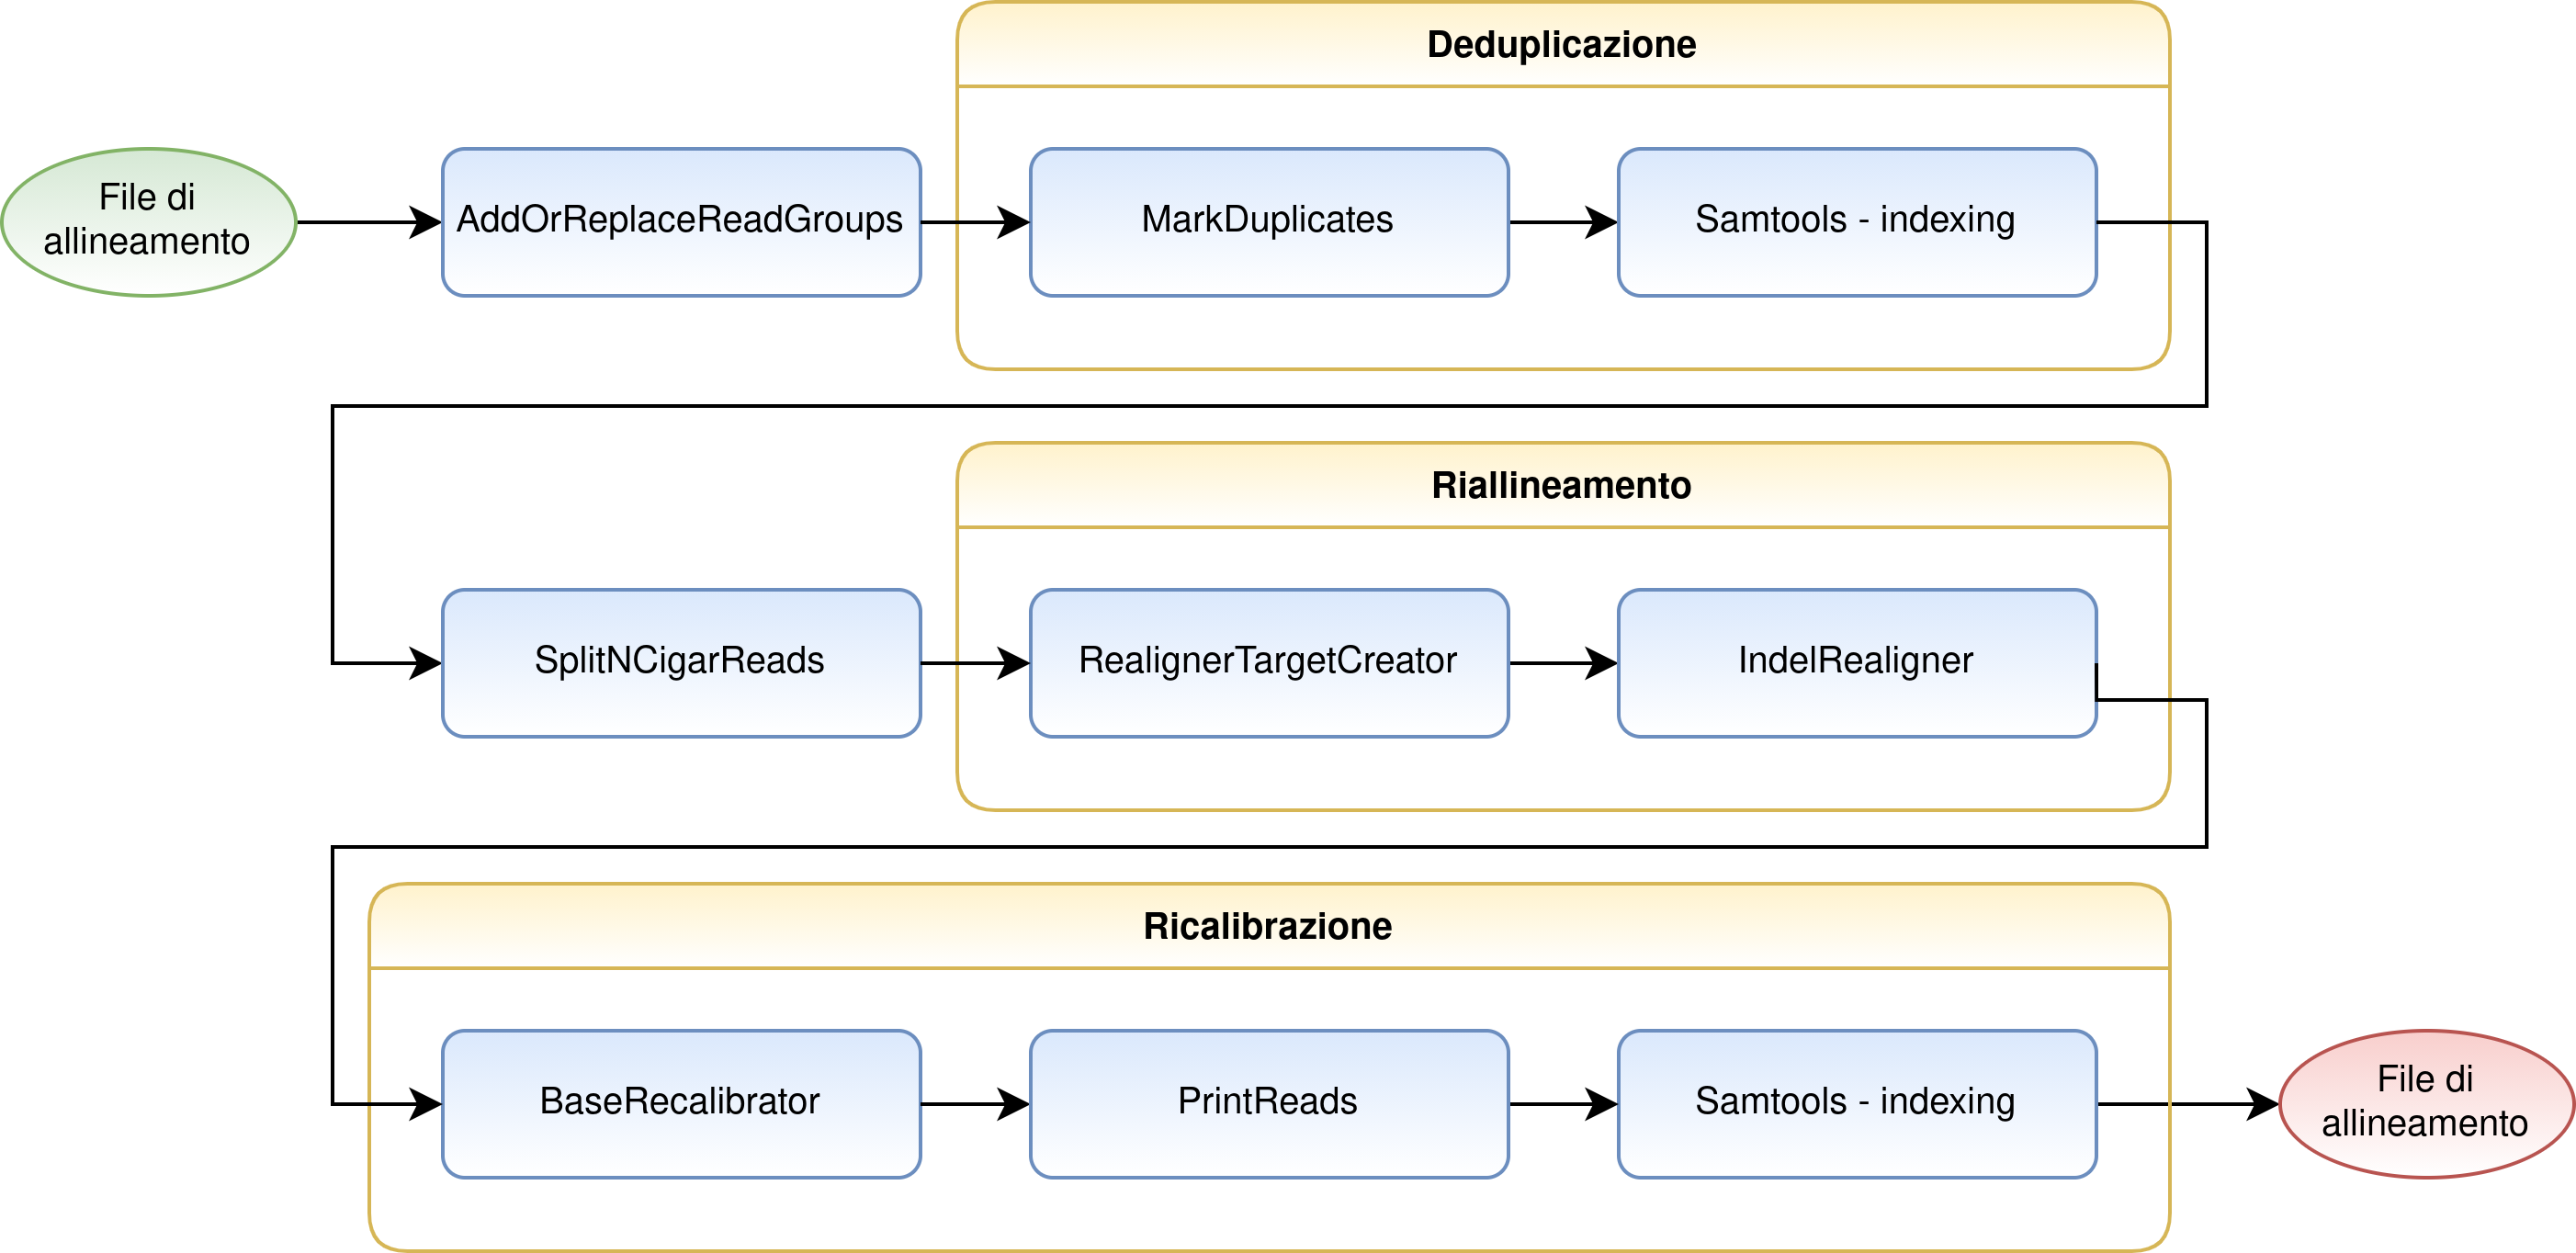 Deduplicazione
File di
allineamento
AddOrReplaceReadGroups
MarkDuplicates
Samtools - indexing
Riallineamento
SplitNCigarReads
RealignerTargetCreator
IndelRealigner
Ricalibrazione
BaseRecalibrator
PrintReads
Samtools - indexing
File di
allineamento